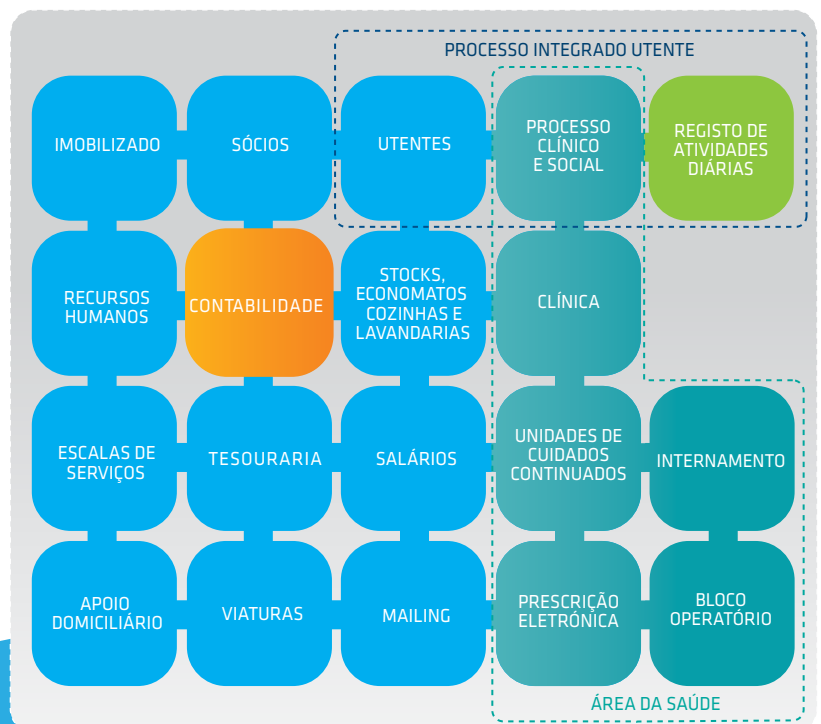 PROCESSO INTEGRADO UTENTE
IMOBILIZADO
SÓCIOS
UTENTES
PROCESSO
CLÍNICO
E SOCIAL
REGISTO DE
ATIVIDADES
DIÁRIAS
RECURSOS
HUMANOS
CONTABILIDADE
STOCKS,
ECONOMATOS
COZINHAS E
LAVANDARIAS
CLÍNICA
ESCALAS DE
SERVIÇOS
TESOURARIA
SALÁRIOS
UNIDADES DE
CUIDADOS
CONTINUADOS
INTERNAMENTO
APOIO
DOMICILIÁRIO
VIATURAS
MAILING
PRESCRIÇÃO
ELETRÓNICA
BLOCO
OPERATÓRIO
ÁREA DA SAÚDE